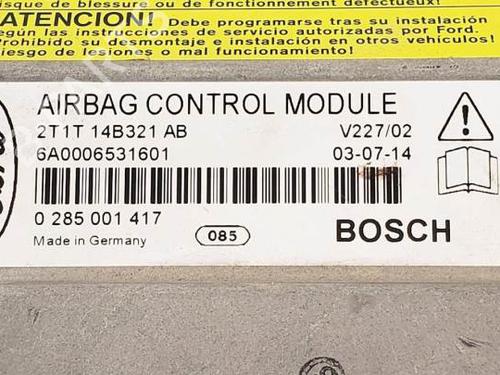 risque de blessure ou de fonctionnement défectueux!
¡ATENCION! Debe programarse tras su instalación
según las instrucciones de servicio autorizadas por Ford.
Prohibido su desmontaje e instalación en otros vehículos!
Riesgo de lesiones o mal funcionamiento!
AIRBAG CONTROL MODULE
2T1T 14B321 AB V227/02
6A0006531601 03-07-14
0 285 001 417
Made in Germany 085 BOSCH